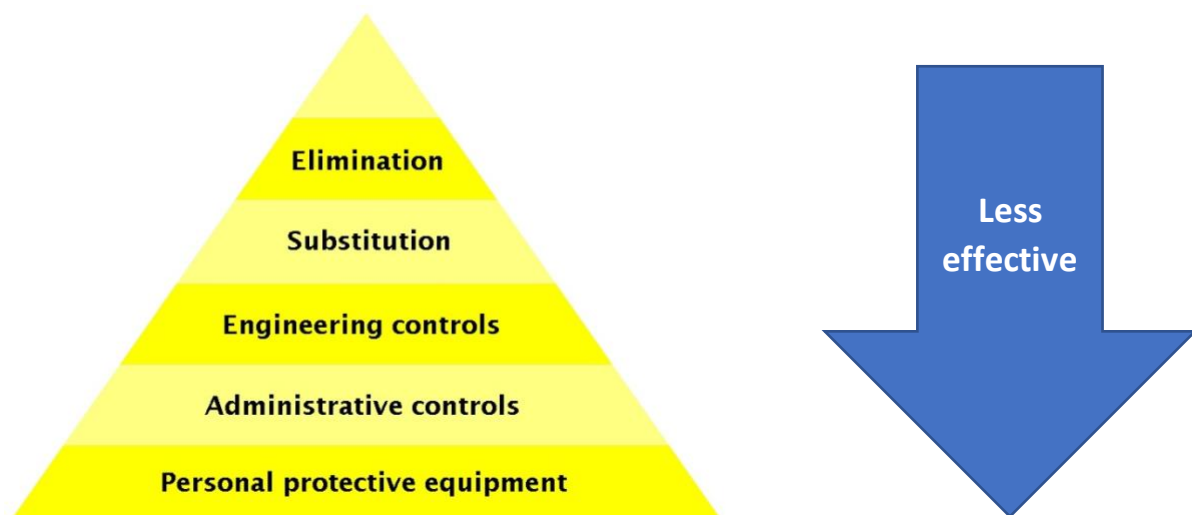 Elimination
Substitution
Engineering controls
Administrative controls
Personal protective equipment
Less
effective